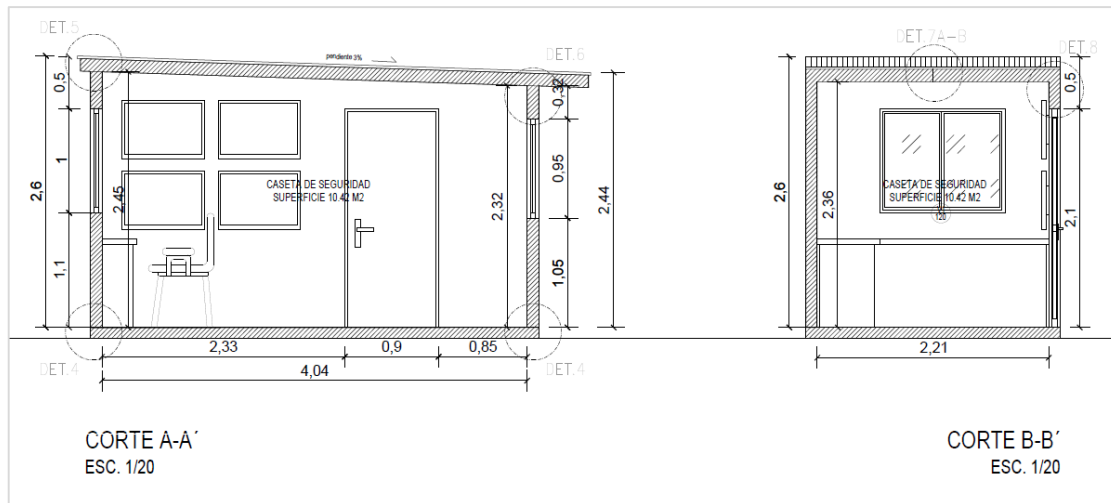 DET.5
pendiente 3%
DET.6
0,5
0,32
1
CASETA DE SEGURIDAD
SUPERFICIE 10.42 M2
0,95
2,6
2,45
2,32
2,44
1,1
1,05
DET.4
2,33
0,9
0,85
DET.4
4,04
CORTE A-A´
ESC. 1/20
DET.7A-B
DET.8
0,5
CASETA DE SEGURIDAD
SUPERFICIE 10.42 M2
2,6
2,36
120
2,1
2,21
CORTE B-B´
ESC. 1/20